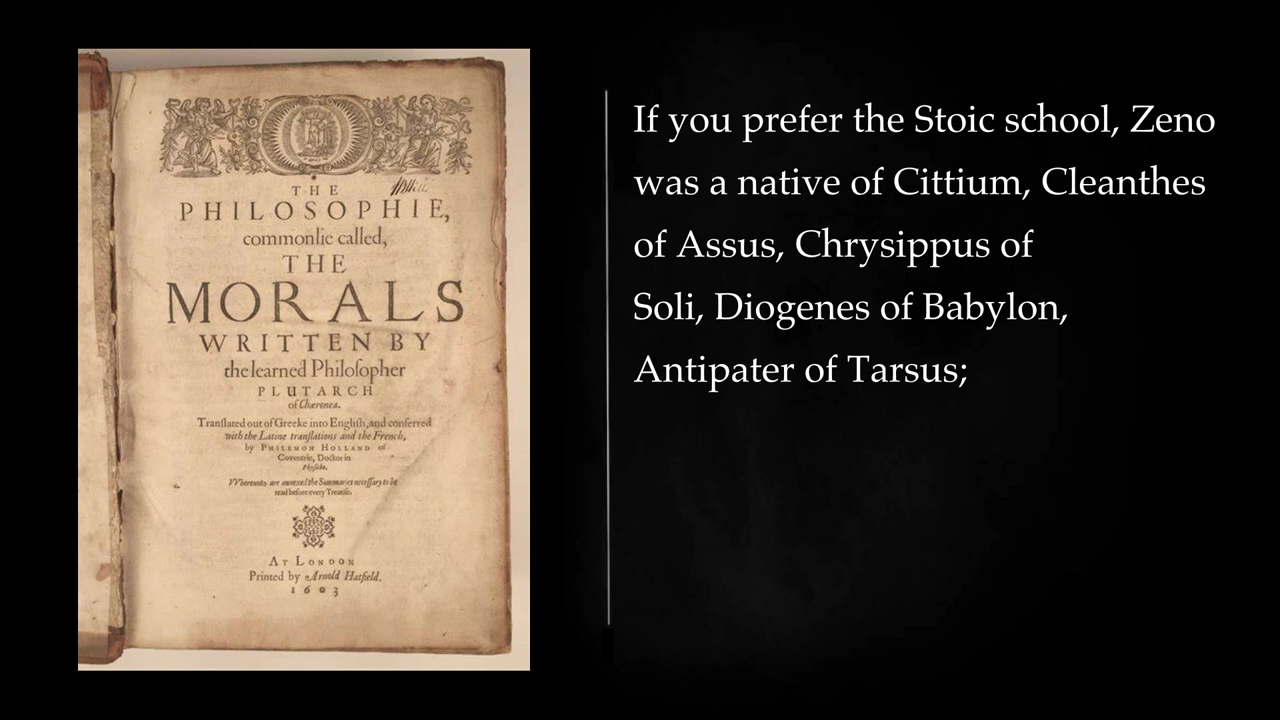 THE
PHILOSOPHIE,
commonlie called,
THE
MORALS
WRITTEN BY
the learned Philoſopher
PLUTARCH
of Chæronea.
Tranſlated out of Greeke into Engliſh, and conferred
with the Latine tranſlations and the French,
by PHILEMON HOLLAND of
Coventrie, Doctor in
Phyſicke.
VVhereunto are annexed the Summaries neceſſary to be
read before every Treatiſe.
AT LONDON
Printed by Arnold Hatfield.
1603
If you prefer the Stoic school, Zeno
was a native of Cittium, Cleanthes
of Assus, Chrysippus of
Soli, Diogenes of Babylon,
Antipater of Tarsus;